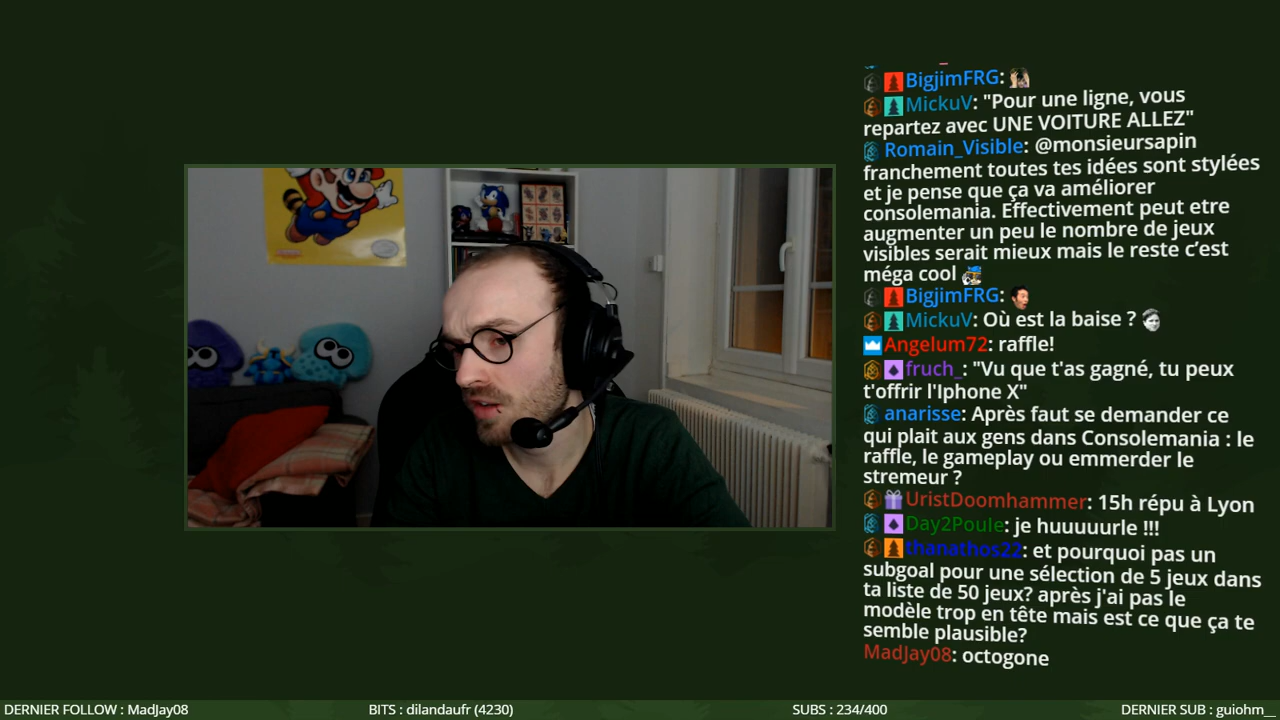 BigjimFRG:
MickuV: "Pour une ligne, vous
repartez avec UNE VOITURE ALLEZ"
Romain_Visible: @monsieursapin
franchement toutes tes idées sont stylées
et je pense que ça va améliorer
consolemania. Effectivement peut etre
augmenter un peu le nombre de jeux
visibles serait mieux mais le reste c'est
méga cool
BigjimFRG:
MickuV: Où est la baise ?
Angelum72: raffle!
fruch_: "Vu que t'as gagné, tu peux
t'offrir l'Iphone X"
anarisse: Après faut se demander ce
qui plait aux gens dans Consolemania : le
raffle, le gameplay ou emmerder le
stremeur ?
UristDoomhammer: 15h répu à Lyon
Day2Poule: je huuuuurle !!!
thanathos22: et pourquoi pas un
subgoal pour une sélection de 5 jeux dans
ta liste de 50 jeux? après j'ai pas le
modèle trop en tête mais est ce que ça te
semble plausible?
MadJay08: octogone
DERNIER FOLLOW : MadJay08
BITS : dilandaufr (4230)
SUBS : 234/400
DERNIER SUB : guiohm__